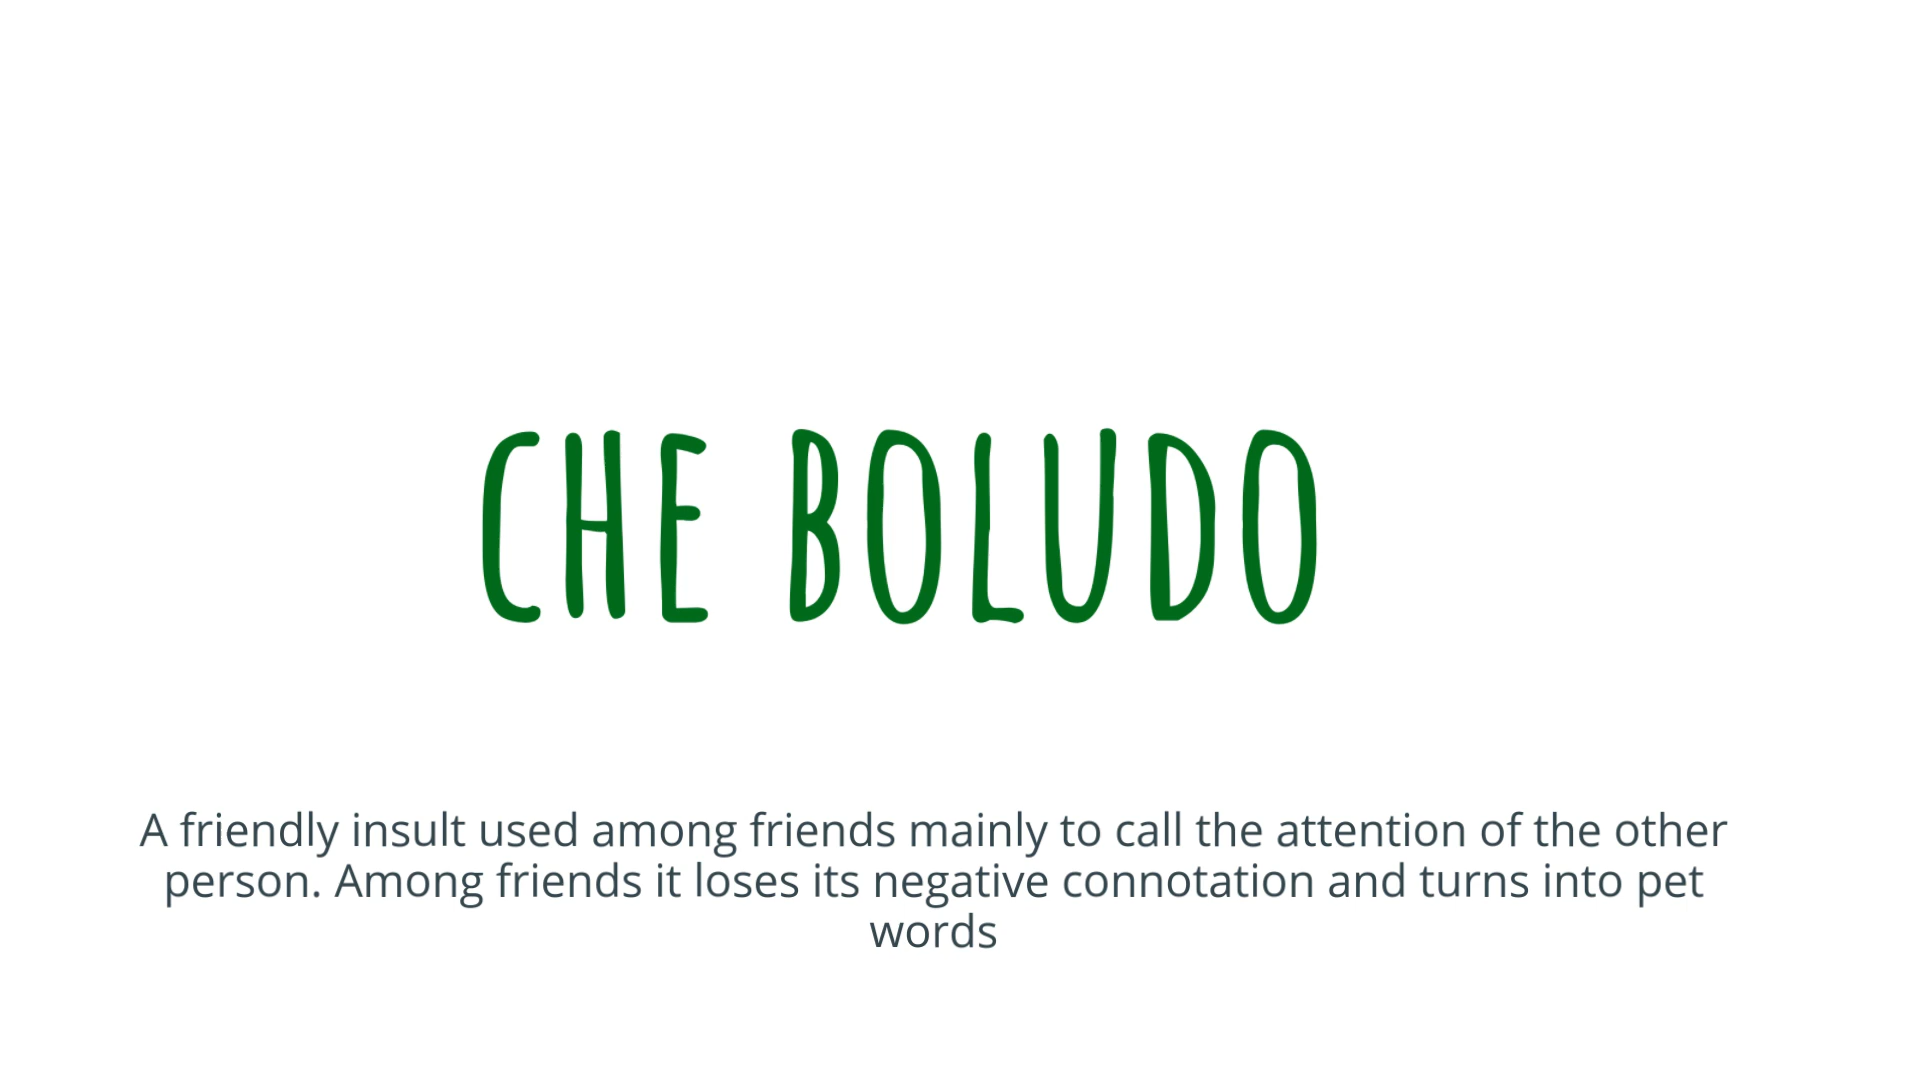 CHE BOLUDO
A friendly insult used among friends mainly to call the attention of the other
person. Among friends it loses its negative connotation and turns into pet
words